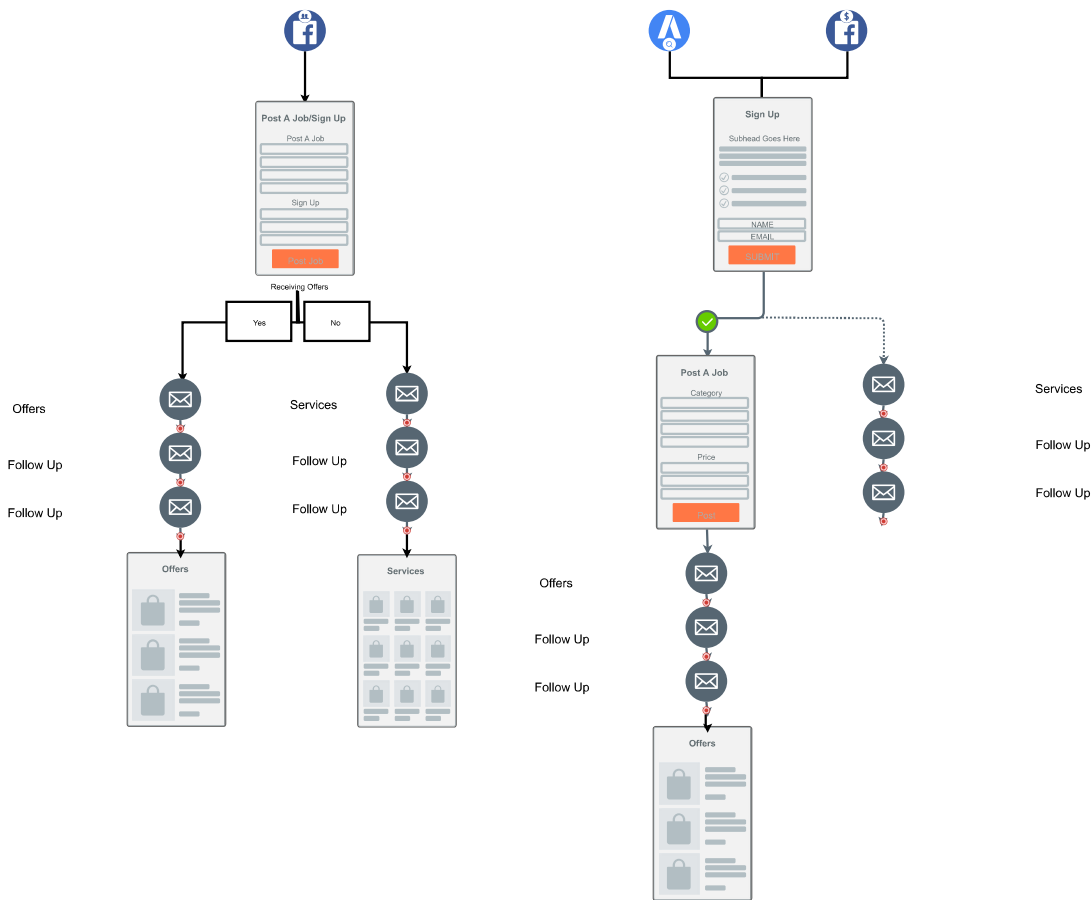 Post A Job/Sign Up
Post A Job
Sign Up
Post Job
Receiving Offers
Yes
No
Offers
Follow Up
Follow Up
Services
Follow Up
Follow Up
Offers
Services
$
Sign Up
Subhead Goes Here
NAME
EMAIL
SUBMIT
Post A Job
Category
Price
Post
Services
Follow Up
Follow Up
Offers
Follow Up
Follow Up
Offers